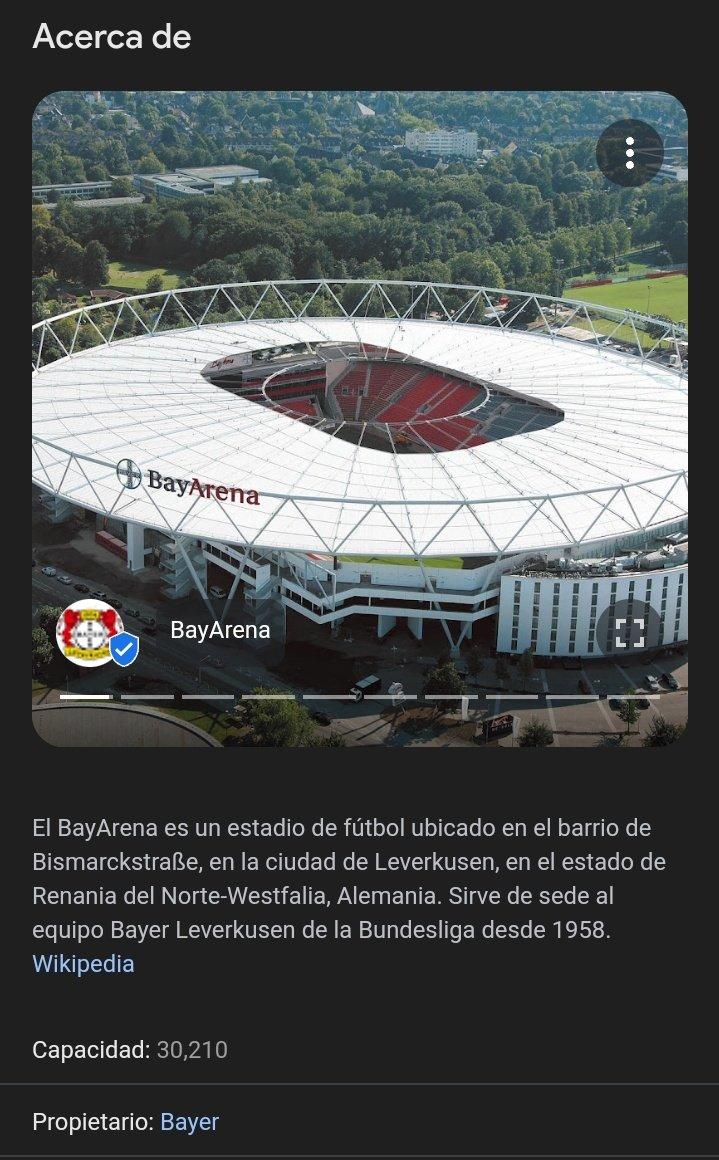 Acerca de
BayArena
BayArena
El BayArena es un estadio de fútbol ubicado en el barrio de
Bismarckstraße, en la ciudad de Leverkusen, en el estado de
Renania del Norte-Westfalia, Alemania. Sirve de sede al
equipo Bayer Leverkusen de la Bundesliga desde 1958.
Wikipedia
Capacidad: 30,210
Propietario: Bayer